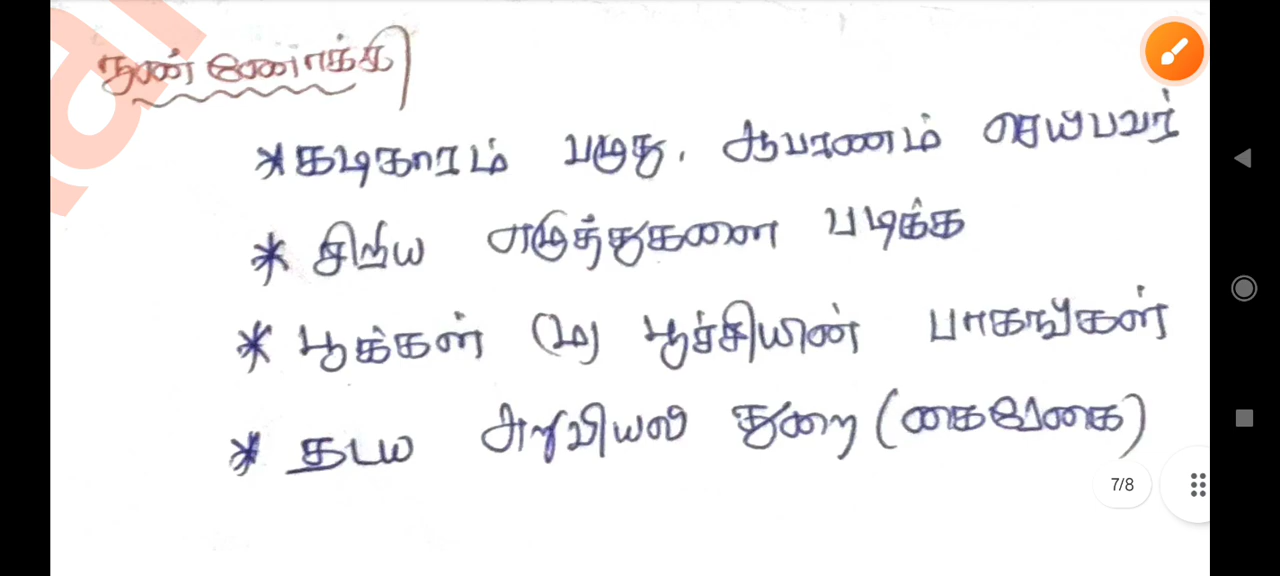 நுண்ணோக்கி
* கடிகாரம் பழுது, ஆபரணம் செய்பவர்
* சிறிய எழுத்துகளை படிக்க
* பூக்கள் (ம) பூச்சியின் பாகங்கள்
* தடய அறிவியல் துறை (கைரேகை)
7/8